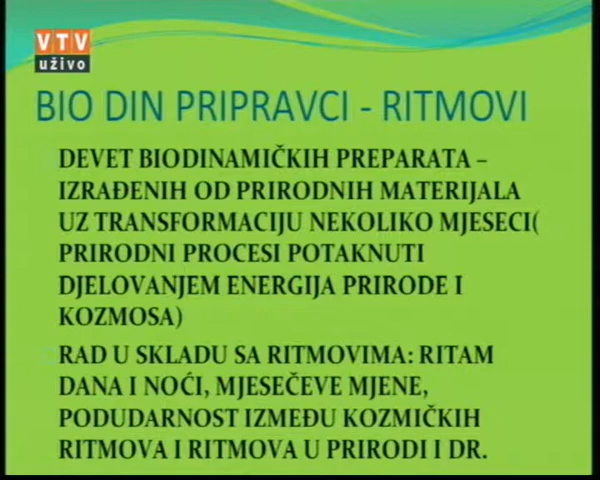 VTV
uživo
BIO DIN PRIPRAVCI - RITMOVI
DEVET BIODINAMIČKIH PREPARATA –
IZRAĐENIH OD PRIRODNIH MATERIJALA
UZ TRANSFORMACIJU NEKOLIKO MJESECI(
PRIRODNI PROCESI POTAKNUTI
DJELOVANJEM ENERGIJA PRIRODE I
KOZMOSA)
RAD U SKLADU SA RITMOVIMA: RITAM
DANA I NOĆI, MJESEČEVE MJENE,
PODUDARNOST IZMEĐU KOZMIČKIH
RITMOVA I RITMOVA U PRIRODI I DR.